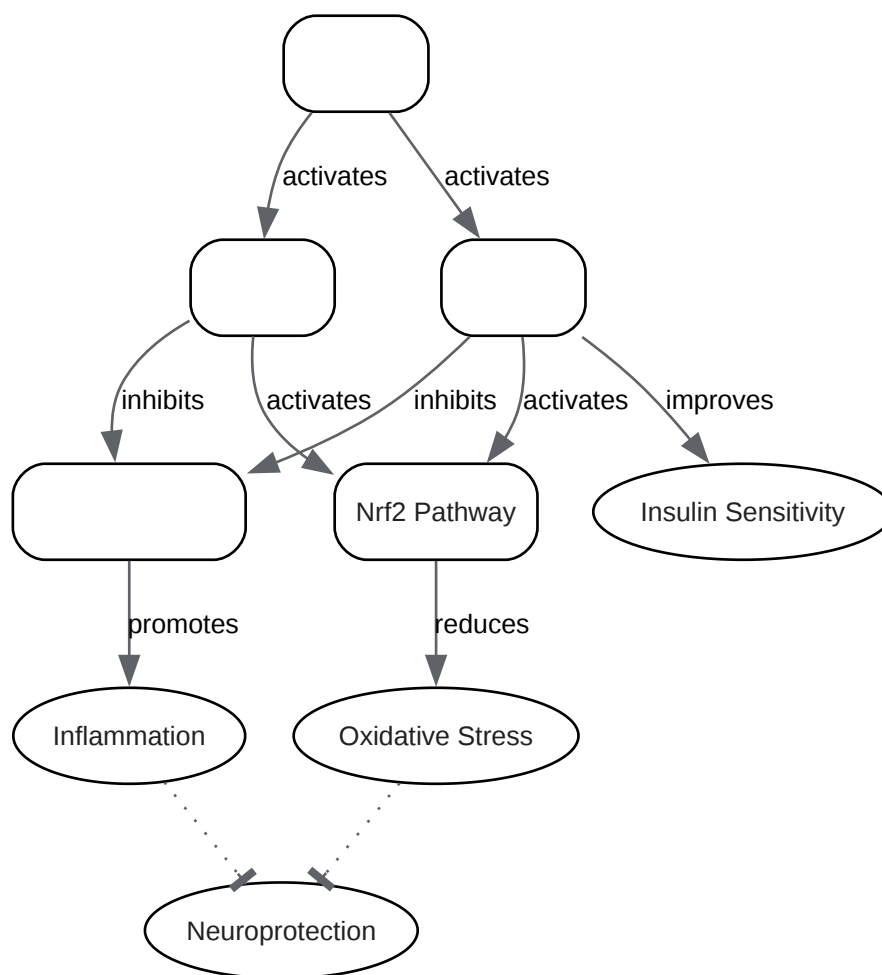 activates
activates
inhibits
activates
inhibits
activates
improves
Nrf2 Pathway
Insulin Sensitivity
promotes
reduces
Inflammation
Oxidative Stress
Neuroprotection